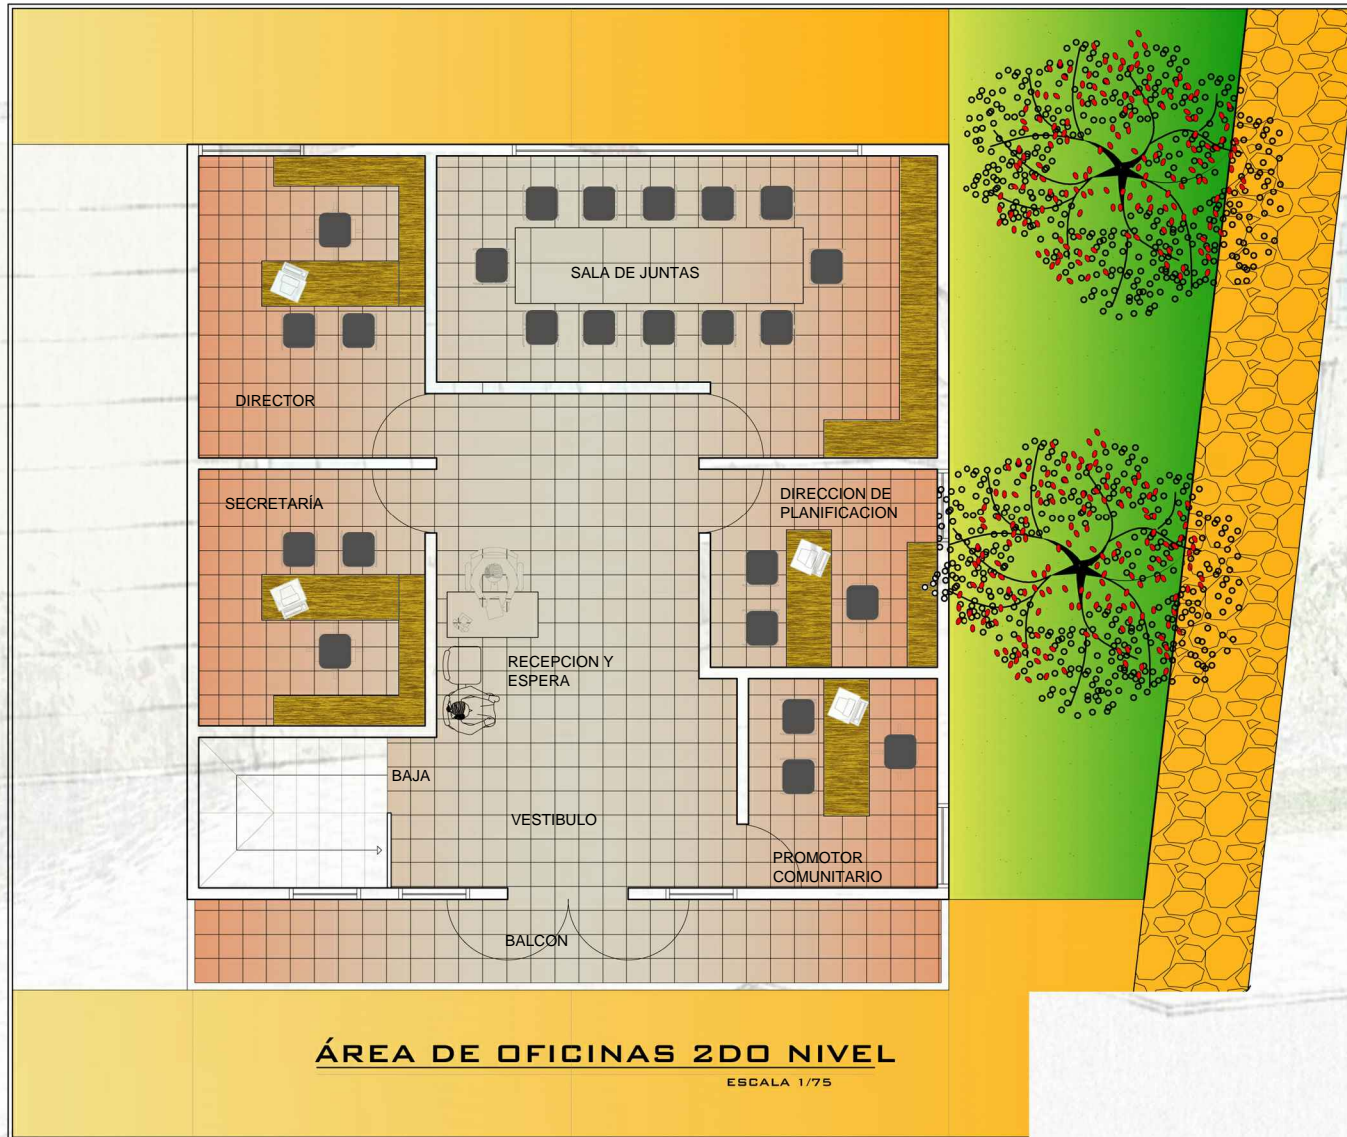 SALA DE JUNTAS
DIRECTOR
SECRETARÍA
DIRECCION DE
PLANIFICACION
RECEPCION Y
ESPERA
BAJA
VESTIBULO
PROMOTOR
COMUNITARIO
BALCON
ÁREA DE OFICINAS 2DO NIVEL
ESCALA 1/75